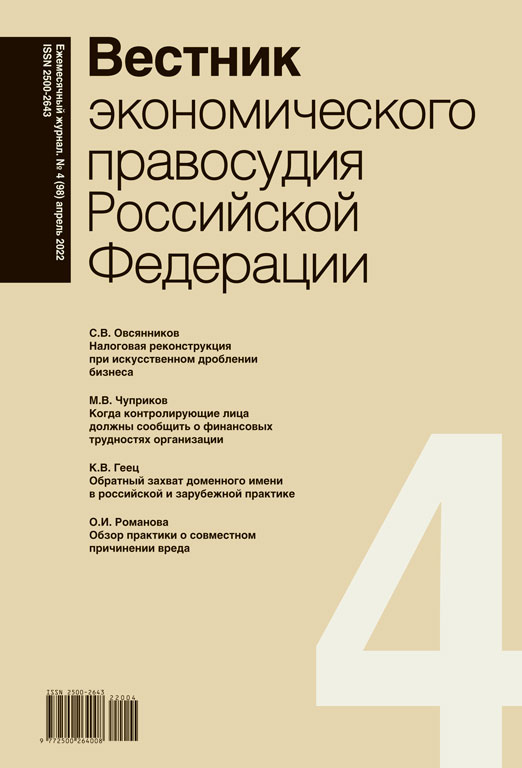 Ежемесячный журнал. № 4 (98) апрель 2022
ISSN 2500-2643
Вестник
экономического
правосудия
Российской
Федерации
С.В. Овсянников
Налоговая реконструкция
при искусственном дроблении
бизнеса
М.В. Чуприков
Когда контролирующие лица
должны сообщить о финансовых
трудностях организации
К.В. Геец
Обратный захват доменного имени
в российской и зарубежной практике
О.И. Романова
Обзор практики о совместном
причинении вреда
4
ISSN 2500-2643
22004
9 772500 264008